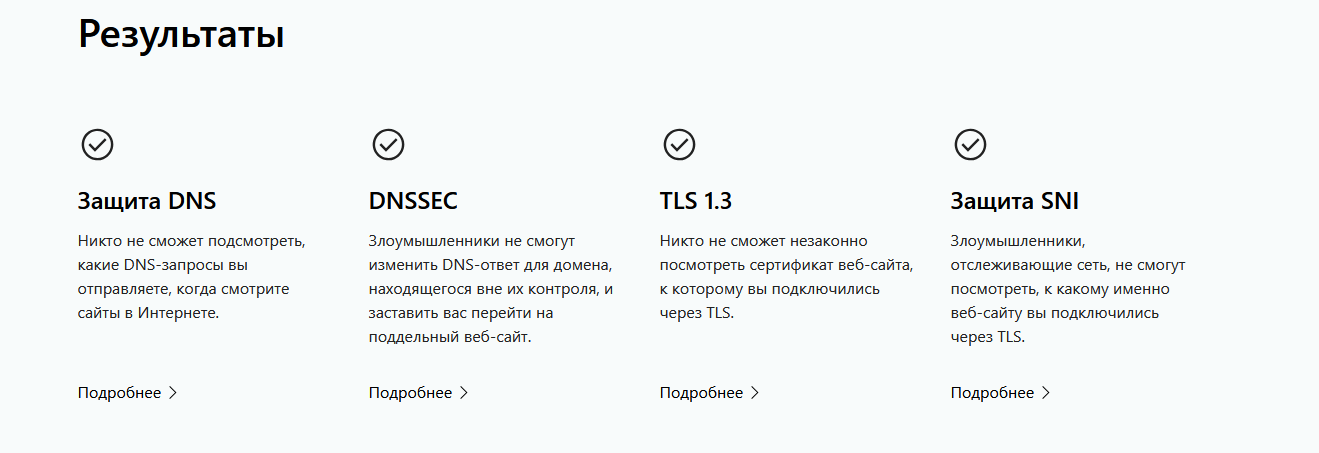 Результаты
Защита DNS
Никто не сможет подсмотреть,
какие DNS-запросы вы
отправляете, когда смотрите
сайты в Интернете.
Подробнее
DNSSEC
Злоумышленники не смогут
изменить DNS-ответ для домена,
находящегося вне их контроля, и
заставить вас перейти на
поддельный веб-сайт.
Подробнее
TLS 1.3
Никто не сможет незаконно
посмотреть сертификат веб-сайта,
к которому вы подключились
через TLS.
Подробнее
Защита SNI
Злоумышленники,
отслеживающие сеть, не смогут
посмотреть, к какому именно
веб-сайту вы подключились
через TLS.
Подробнее